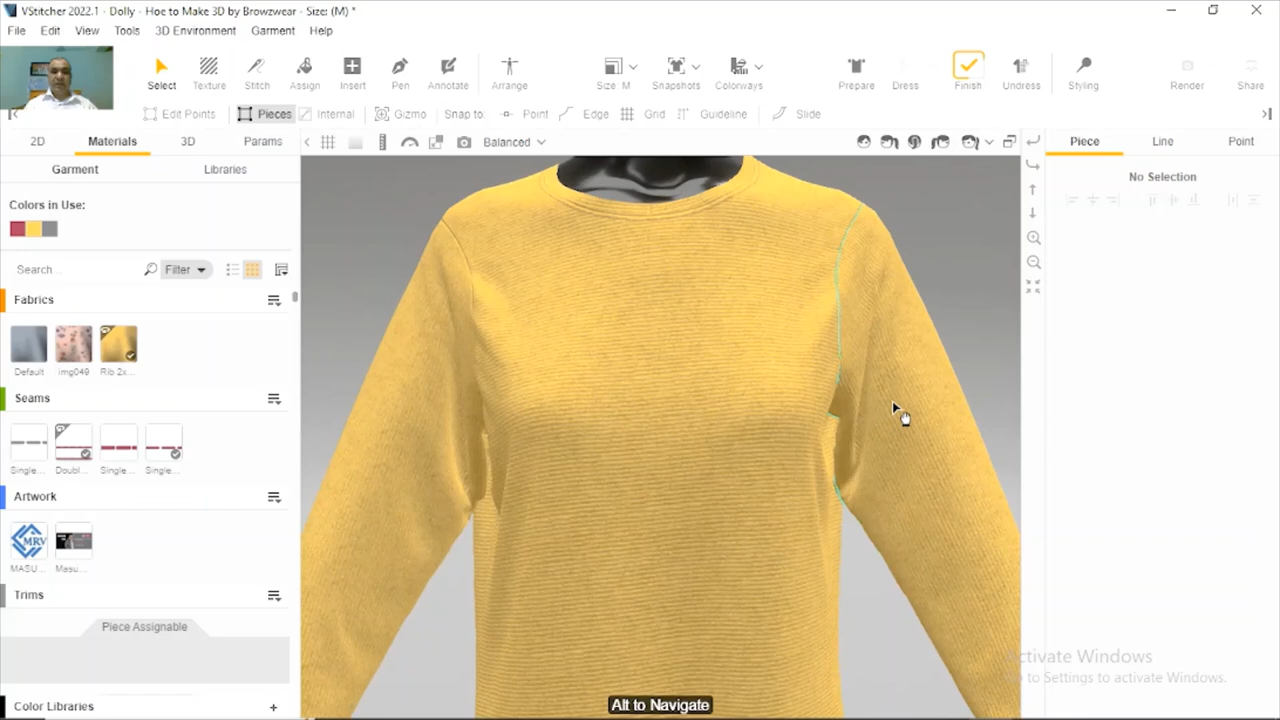 VStitcher 2022.1 - Dolly - Hoe to Make 3D by Browzwear - Size: (M) *
File Edit View Tools 3D Environment Garment Help
Select Texture Stitch Assign Insert Pen Annotate Arrange Size M Snapshots Colorways Prepare Dress Finish Undress Styling Render Share
Edit Points Pieces Internal Gizmo Snap to: Point Edge Grid Guideline Slide
2D Materials 3D Params Balanced Piece Line Point
Garment Libraries
No Selection
Colors in Use:
Search... Filter
Fabrics
Default img049 Rib 2x...
Seams
Single... Doubl... Single... Single...
Artwork
MRV
MASU... Masu...
Trims
Piece Assignable
Color Libraries +
Alt to Navigate
Activate Windows
to Settings to activate Windows.